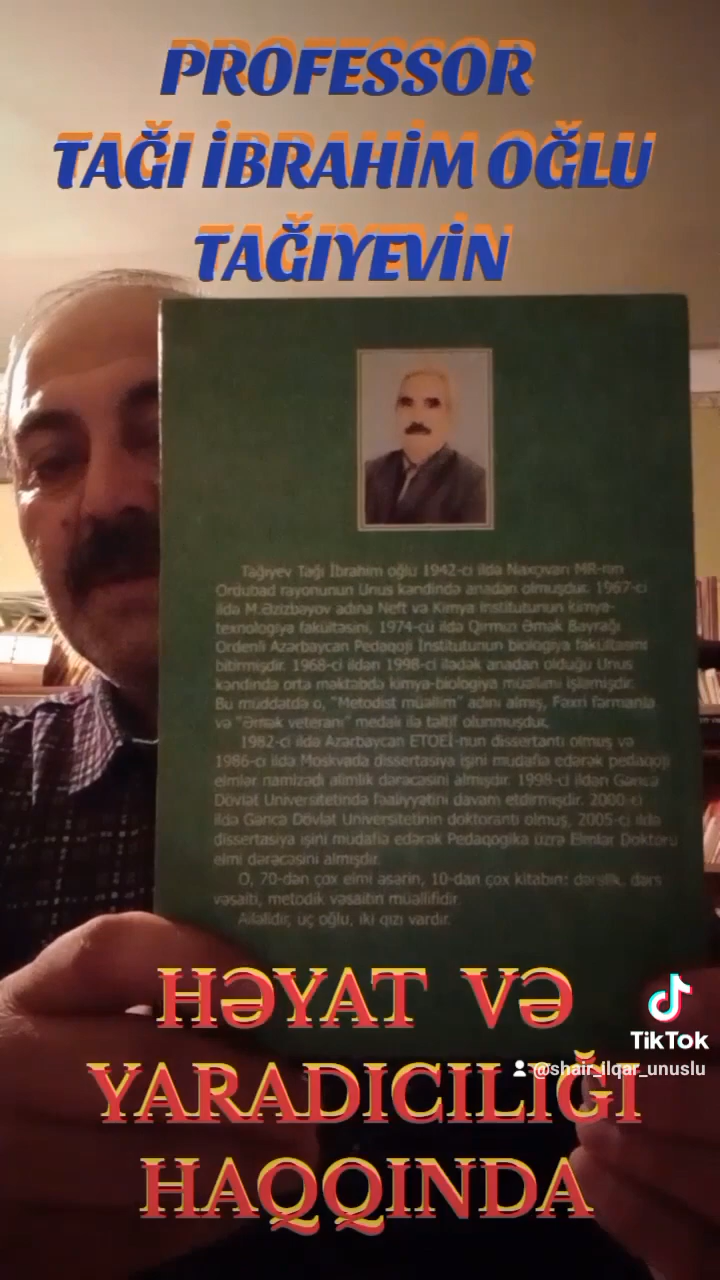 PROFESSOR
TAĞI İBRAHİM OĞLU
TAĞIYEVİN
Tağıyev Tağı İbrahim oğlu 1942-ci ildə Naxçıvan MR-nın
Ordubad rayonunun Unus kəndində anadan olmuşdur. 1967-ci
ildə M.Əzizbəyov adına Neft və Kimya İnstitutunun kimya-
texnologiya fakültəsini, 1974-cü ildə Qırmızı Əmək Bayrağı
Ordenli Azərbaycan Pedaqoji İnstitutunun biologiya fakültəsini
bitirmişdir. 1968-ci ildən 1998-ci ilədək anadan olduğu Unus
kəndində orta məktəbdə kimya-biologiya müəllimi işləmişdir.
Bu müddətdə o, "Metodist müəllim" adını almış, Fəxri fərmanla
və "Əmək veteranı" medalı ilə təltif olunmuşdur.
1982-ci ildə Azərbaycan ETOEİ-nun dissertantı olmuş və
1986-cı ildə Moskvada dissertasiya işini müdafiə edərək pedaqoji
elmlər namizədi alimlik dərəcəsini almışdır. 1998-ci ildən Gəncə
Dövlət Universitetində fəaliyyətini davam etdirmişdir. 2000-ci
ildə Gəncə Dövlət Universitetinin doktorantı olmuş, 2005-ci ildə
dissertasiya işini müdafiə edərək Pedaqogika üzrə Elmlər Doktoru
elmi dərəcəsini almışdır.
O, 70-dən çox elmi əsərin, 10-dan çox kitabın: dərslik, dərs
vəsaiti, metodik vəsaitin müəllifidir.
Ailəlidir, üç oğlu, iki qızı vardır.
HƏYAT VƏ
TikTok
@shair_ilqar_unuslu
YARADICILIĞI
HAQQINDA